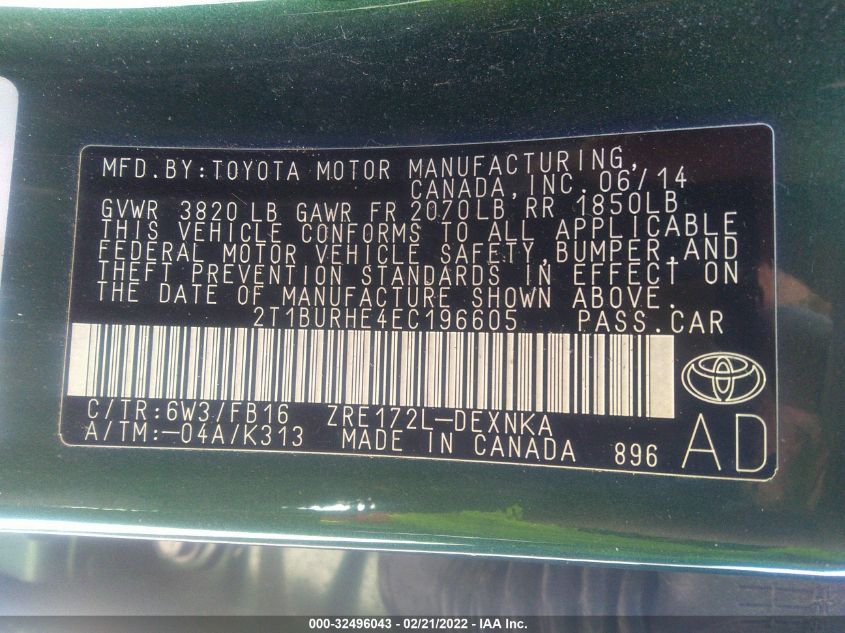 MFD.BY:TOYOTA MOTOR MANUFACTURING,
CANADA,INC. 06/14
GVWR 3820 LB GAWR FR 2070LB,RR 1850LB
THIS VEHICLE CONFORMS TO ALL APPLICABLE
FEDERAL MOTOR VEHICLE SAFETY,BUMPER,AND
THEFT PREVENTION STANDARDS IN EFFECT ON
THE DATE OF MANUFACTURE SHOWN ABOVE.
2T1BURHE4EC196605 PASS.CAR
C/TR:6W3/FB16 ZRE172L-DEXNKA
A/TM:-04A/K313 MADE IN CANADA 896 AD
000-32496043 - 02/21/2022 - IAA Inc.